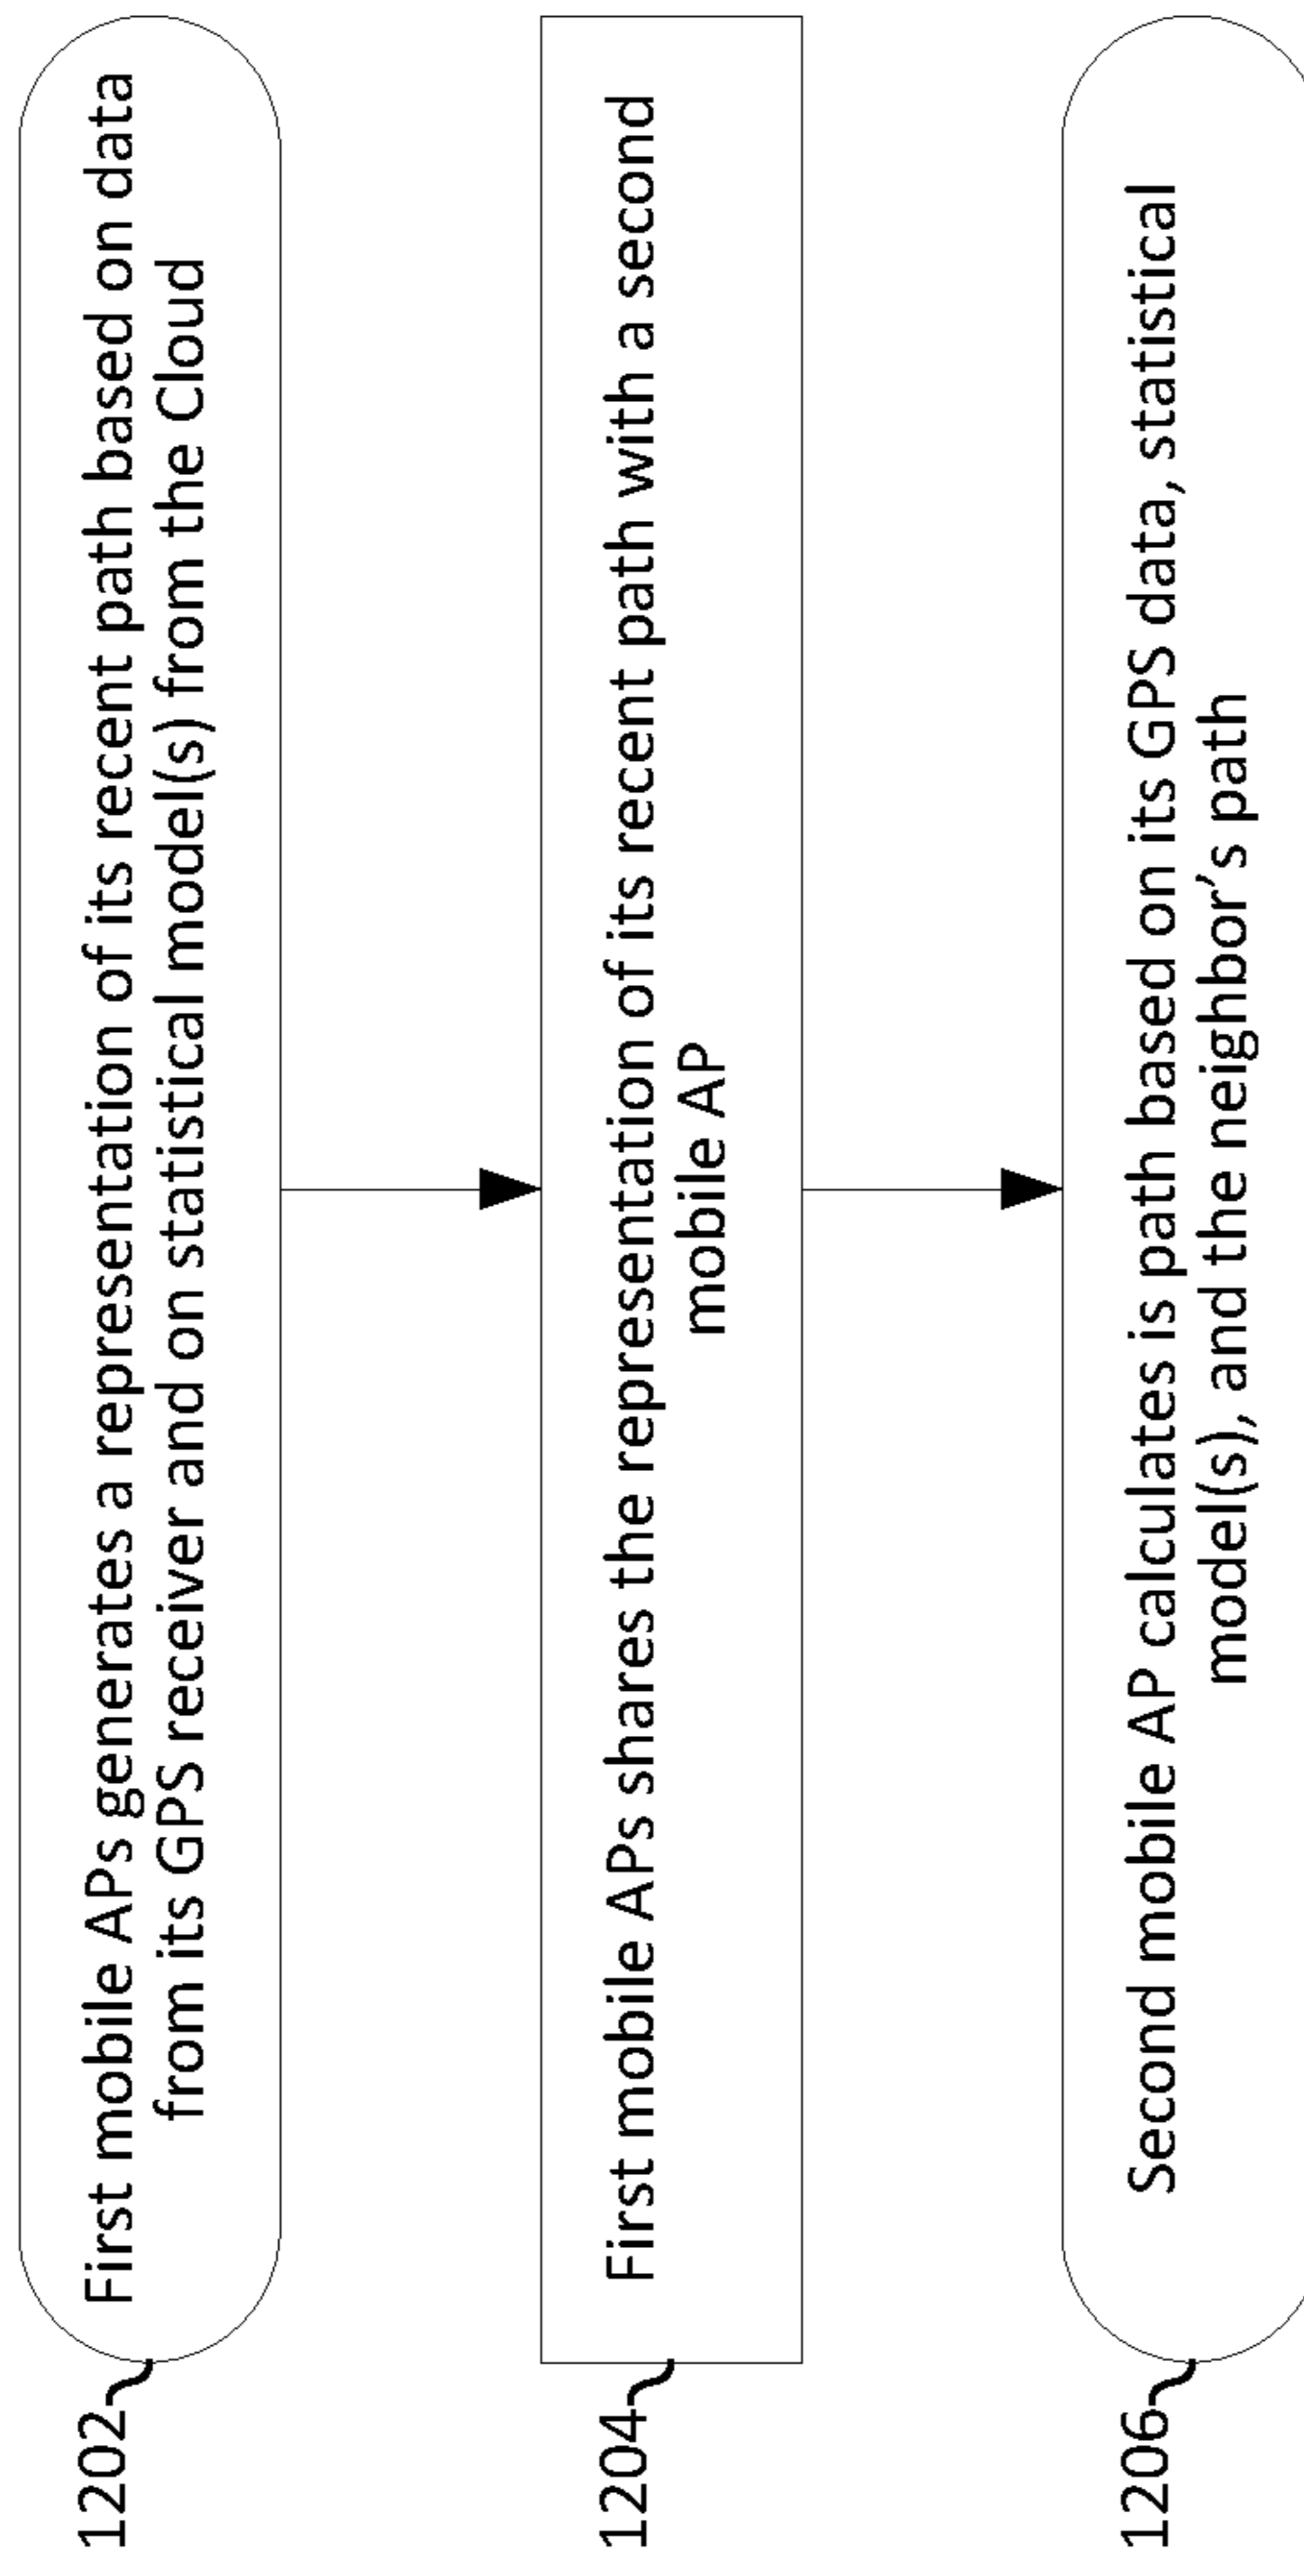 1202
First mobile APs generates a representation of its recent path based on data
from its GPS receiver and on statistical model(s) from the Cloud
1204
First mobile APs shares the representation of its recent path with a second
mobile AP
1206
Second mobile AP calculates is path based on its GPS data, statistical
model(s), and the neighbor’s path